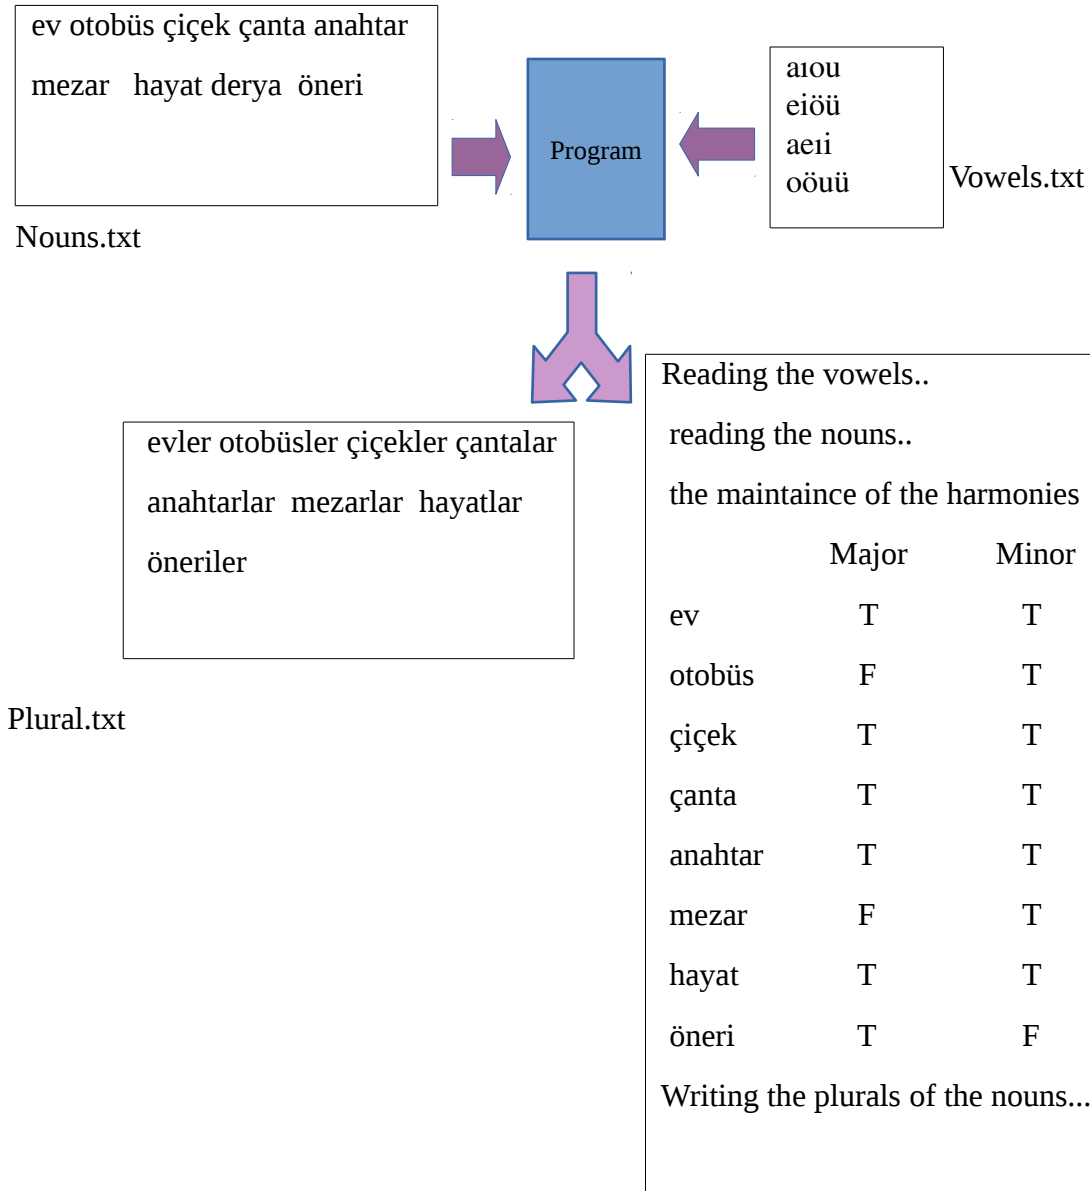 ev otobüs çiçek çanta anahtar
mezar hayat derya öneri
Nouns.txt
Program
aıou
eiöü
aeıi
oöuü
Vowels.txt
evler otobüsler çiçekler çantalar
anahtarlar mezarlar hayatlar
öneriler
Plural.txt
Reading the vowels..
reading the nouns..
the maintaince of the harmonies
Major Minor
ev T T
otobüs F T
çiçek T T
çanta T T
anahtar T T
mezar F T
hayat T T
öneri T F
Writing the plurals of the nouns...